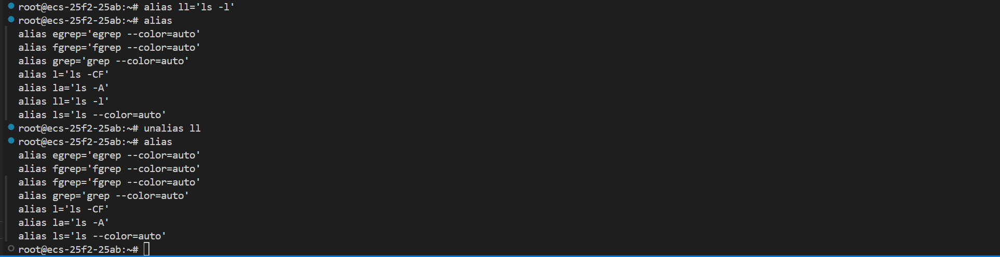 root@ecs-25f2-25ab:~# alias ll='ls -l'
root@ecs-25f2-25ab:~# alias
alias egrep='egrep --color=auto'
alias fgrep='fgrep --color=auto'
alias grep='grep --color=auto'
alias l='ls -CF'
alias la='ls -A'
alias ll='ls -l'
alias ls='ls --color=auto'
root@ecs-25f2-25ab:~# unalias ll
root@ecs-25f2-25ab:~# alias
alias egrep='egrep --color=auto'
alias fgrep='fgrep --color=auto'
alias fgrep='fgrep --color=auto'
alias grep='grep --color=auto'
alias l='ls -CF'
alias la='ls -A'
alias ls='ls --color=auto'
root@ecs-25f2-25ab:~#